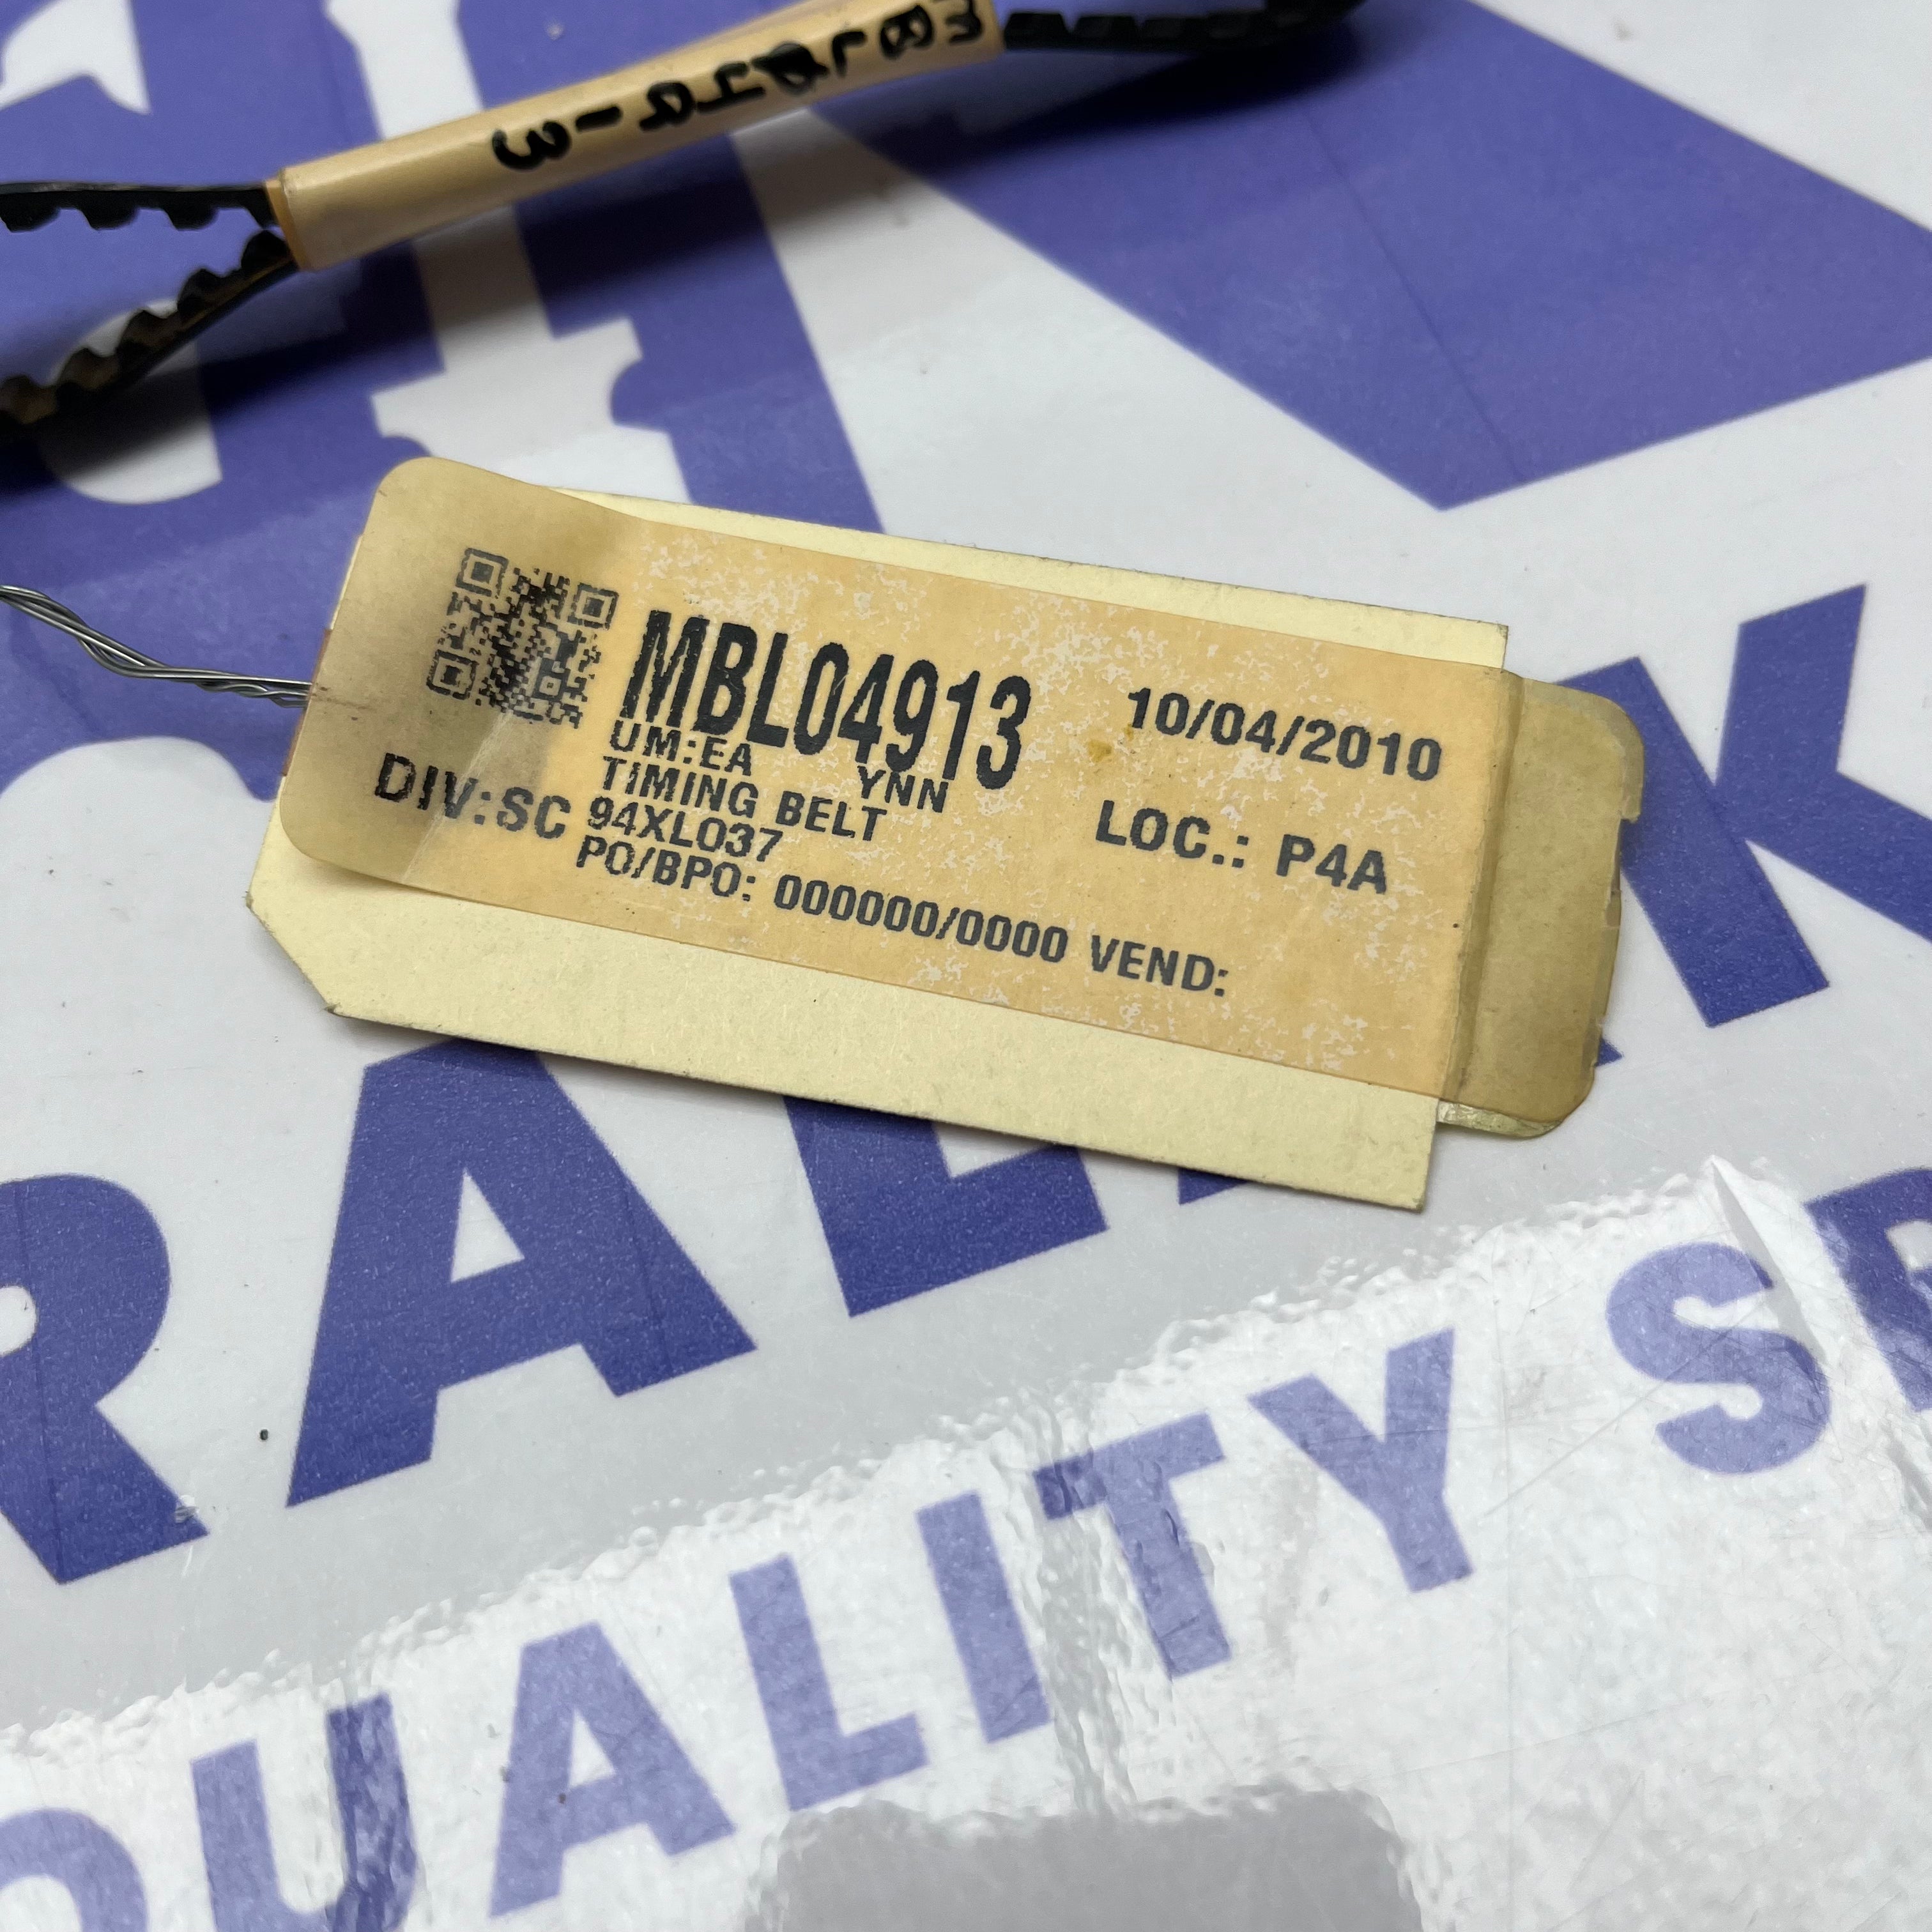 MBL04913
MBL04913
10/04/2010
UM:EA YNN
TIMING BELT
DIV:SC
94XL037
LOC.: P4A
PO/BPO: 000000/0000 VEND:
QUALITY